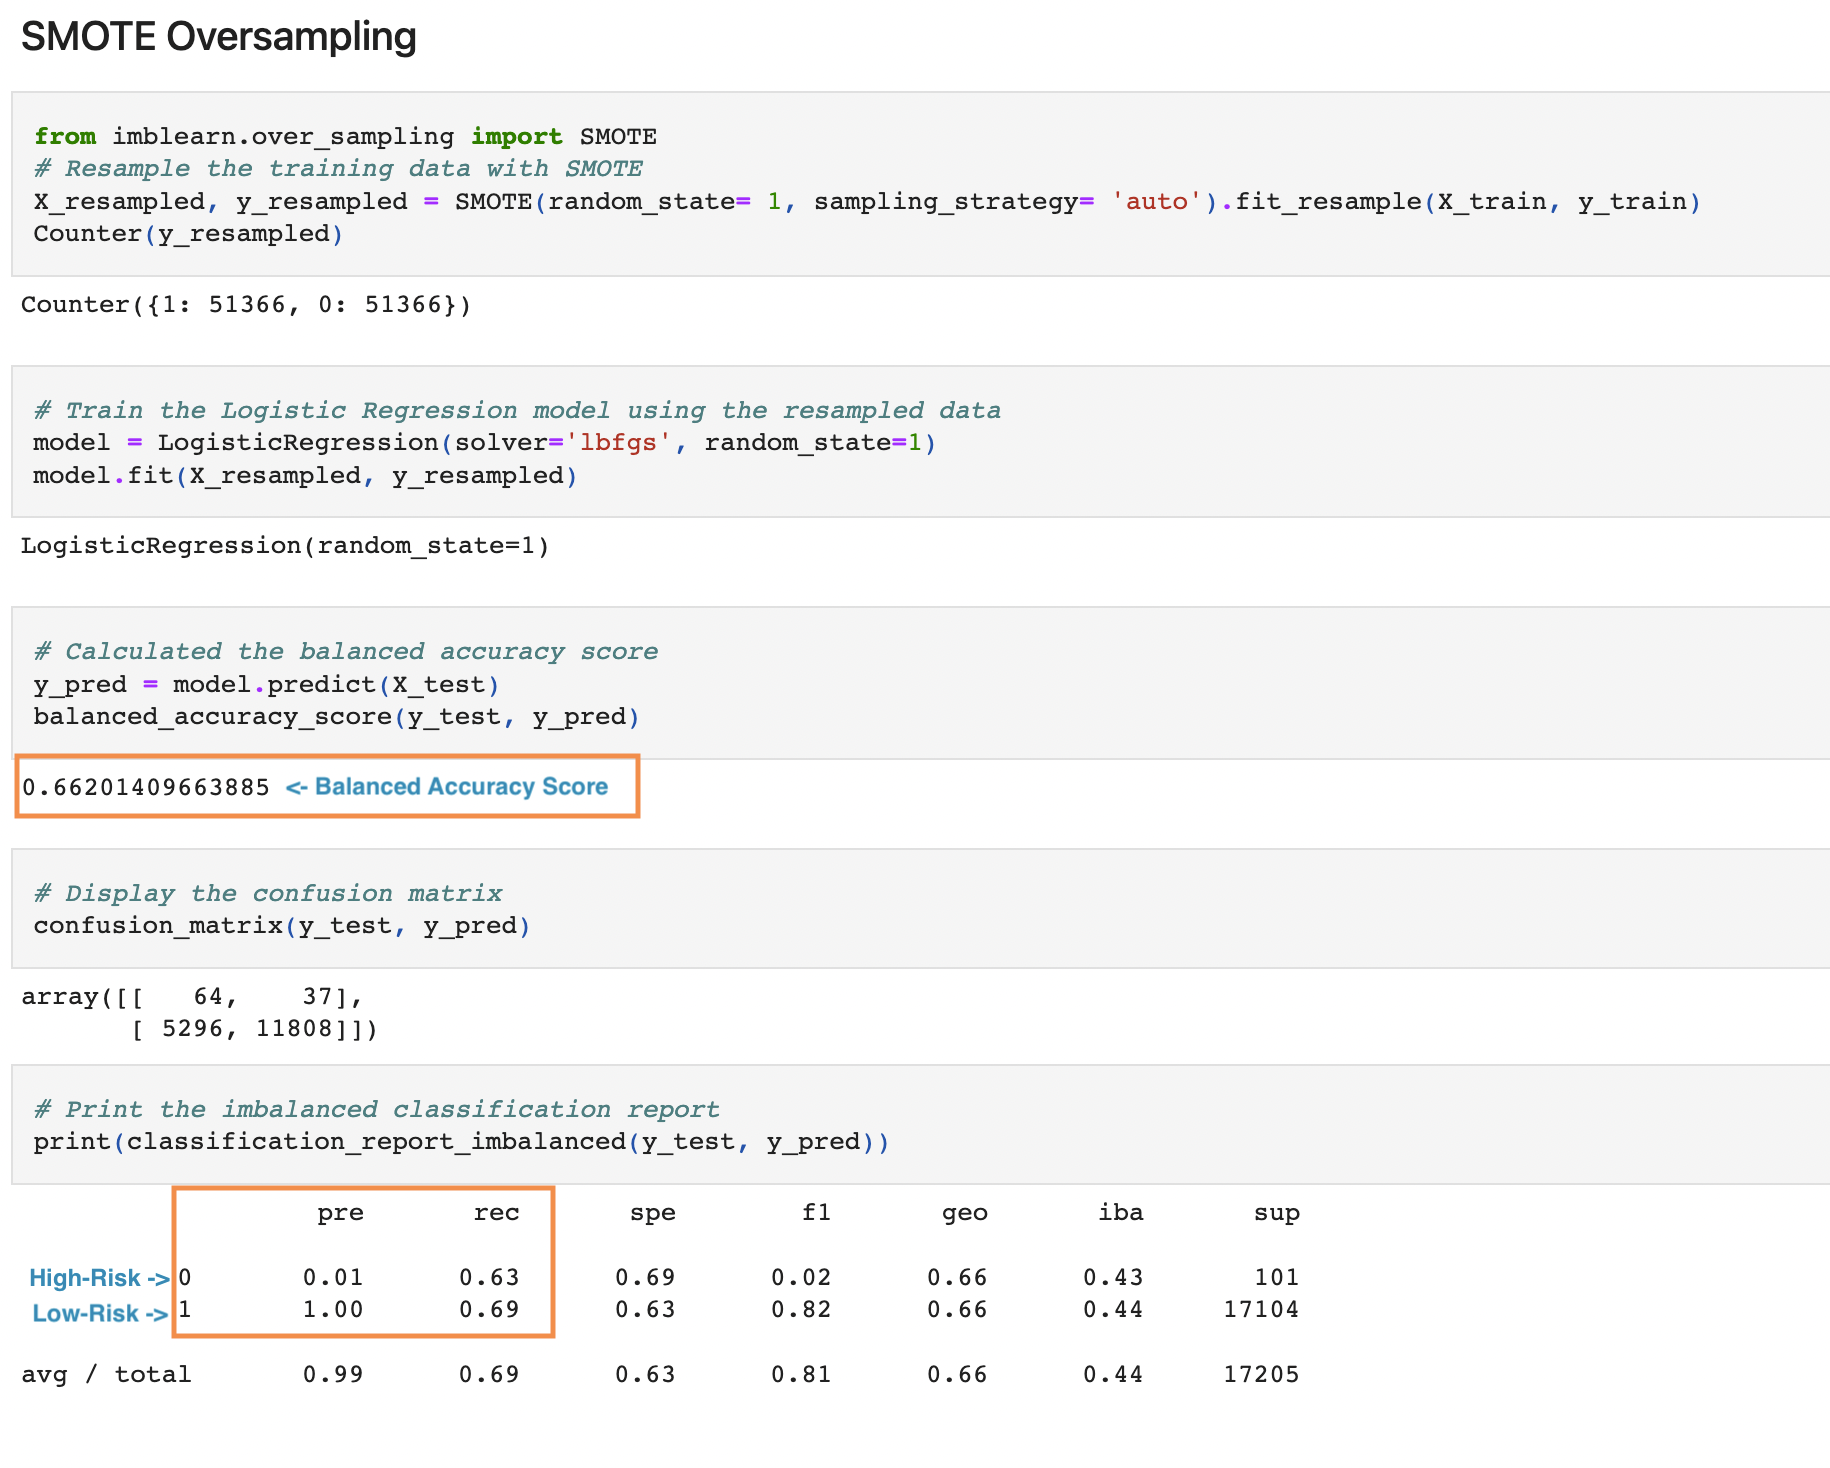 SMOTE Oversampling
from imblearn.over_sampling import SMOTE
# Resample the training data with SMOTE
X_resampled, y_resampled = SMOTE(random_state= 1, sampling_strategy= 'auto').fit_resample(X_train, y_train)
Counter(y_resampled)
Counter({1: 51366, 0: 51366})
# Train the Logistic Regression model using the resampled data
model = LogisticRegression(solver='lbfgs', random_state=1)
model.fit(X_resampled, y_resampled)
LogisticRegression(random_state=1)
# Calculated the balanced accuracy score
y_pred = model.predict(X_test)
balanced_accuracy_score(y_test, y_pred)
0.66201409663885 <- Balanced Accuracy Score
# Display the confusion matrix
confusion_matrix(y_test, y_pred)
array([[   64,    37],
       [ 5296, 11808]])
# Print the imbalanced classification report
print(classification_report_imbalanced(y_test, y_pred))
pre rec spe f1 geo iba sup
High-Risk -> 0 0.01 0.63 0.69 0.02 0.66 0.43 101
Low-Risk -> 1 1.00 0.69 0.63 0.82 0.66 0.44 17104
avg / total 0.99 0.69 0.63 0.81 0.66 0.44 17205